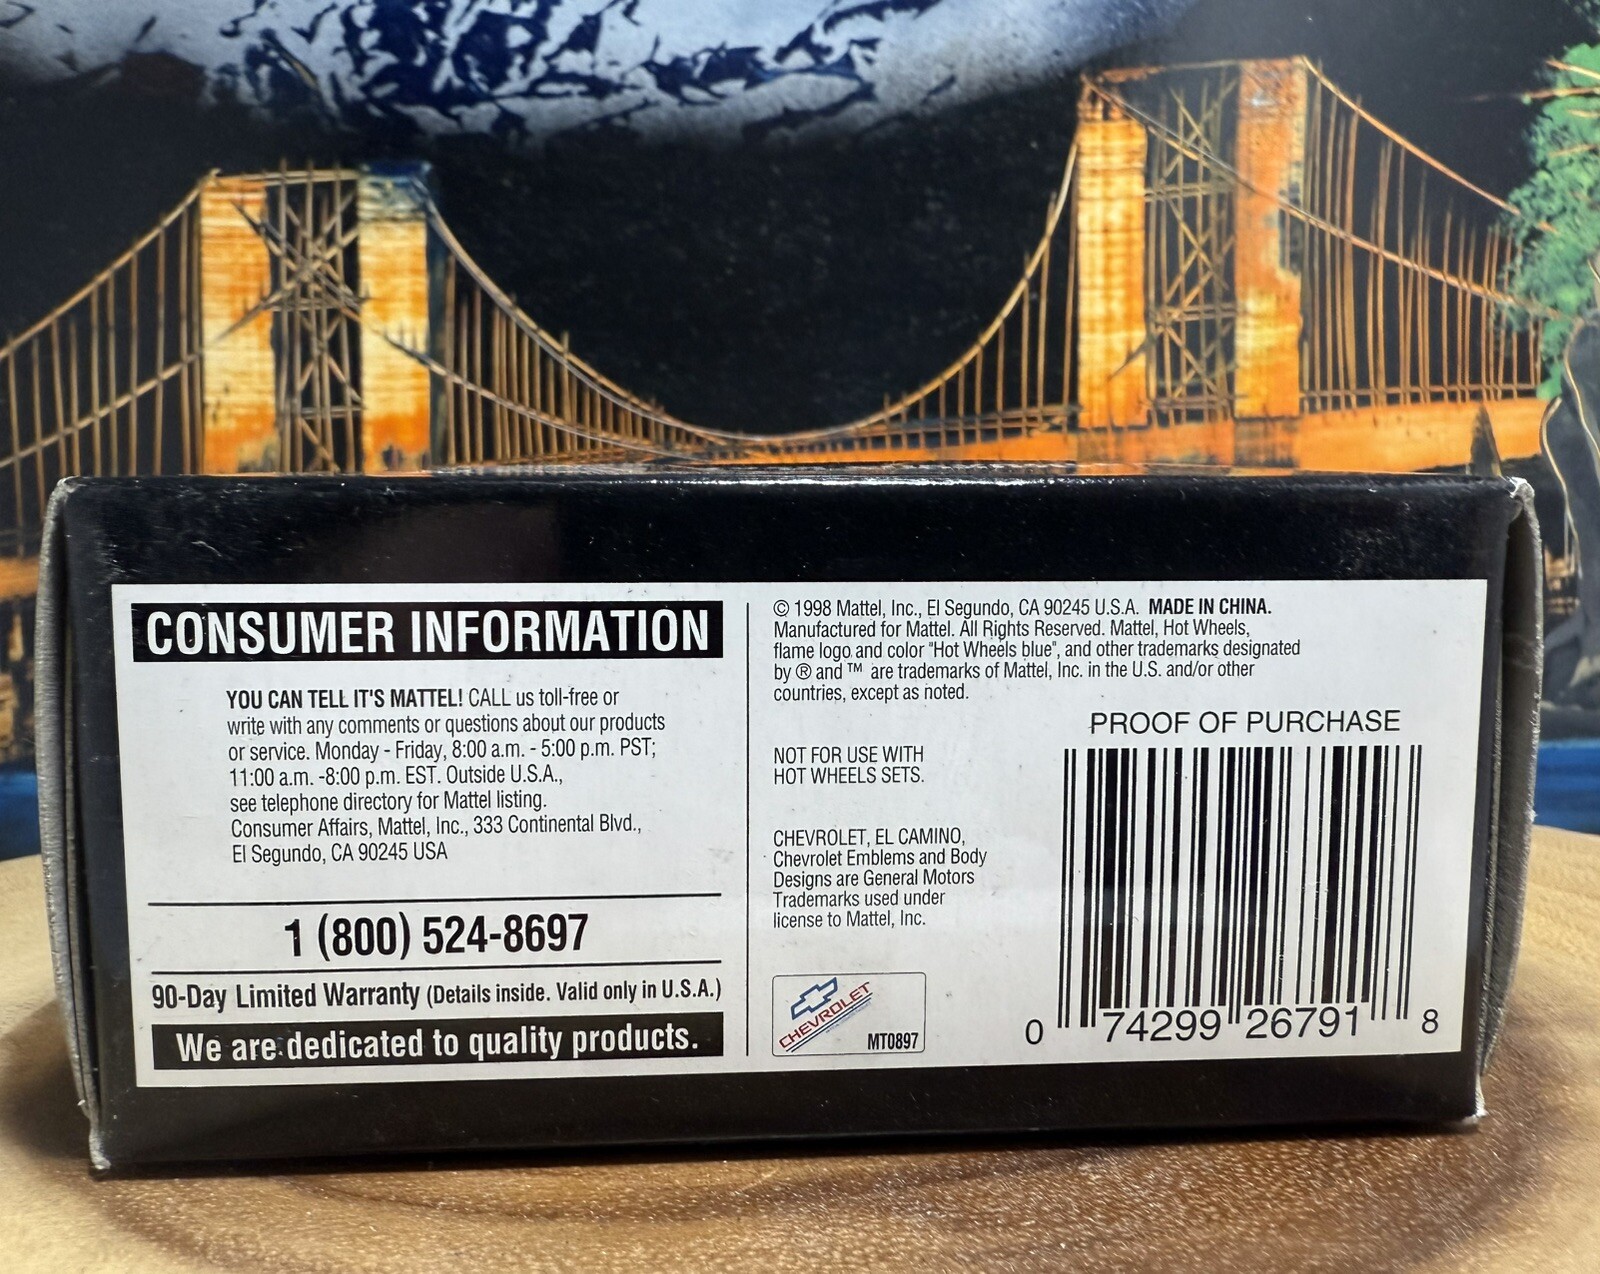 CONSUMER INFORMATION
YOU CAN TELL IT'S MATTEL! CALL us toll-free or
write with any comments or questions about our products
or service. Monday - Friday, 8:00 a.m. - 5:00 p.m. PST;
11:00 a.m. -8:00 p.m. EST. Outside U.S.A.,
see telephone directory for Mattel listing.
Consumer Affairs, Mattel, Inc., 333 Continental Blvd.,
El Segundo, CA 90245 USA
1 (800) 524-8697
90-Day Limited Warranty (Details inside. Valid only in U.S.A.)
We are dedicated to quality products.
© 1998 Mattel, Inc., El Segundo, CA 90245 U.S.A. MADE IN CHINA.
Manufactured for Mattel. All Rights Reserved. Mattel, Hot Wheels,
flame logo and color "Hot Wheels blue", and other trademarks designated
by ® and ™ are trademarks of Mattel, Inc. in the U.S. and/or other
countries, except as noted.
NOT FOR USE WITH
HOT WHEELS SETS.
CHEVROLET, EL CAMINO,
Chevrolet Emblems and Body
Designs are General Motors
Trademarks used under
license to Mattel, Inc.
CHEVROLET
MT0897
PROOF OF PURCHASE
0 74299 26791 8